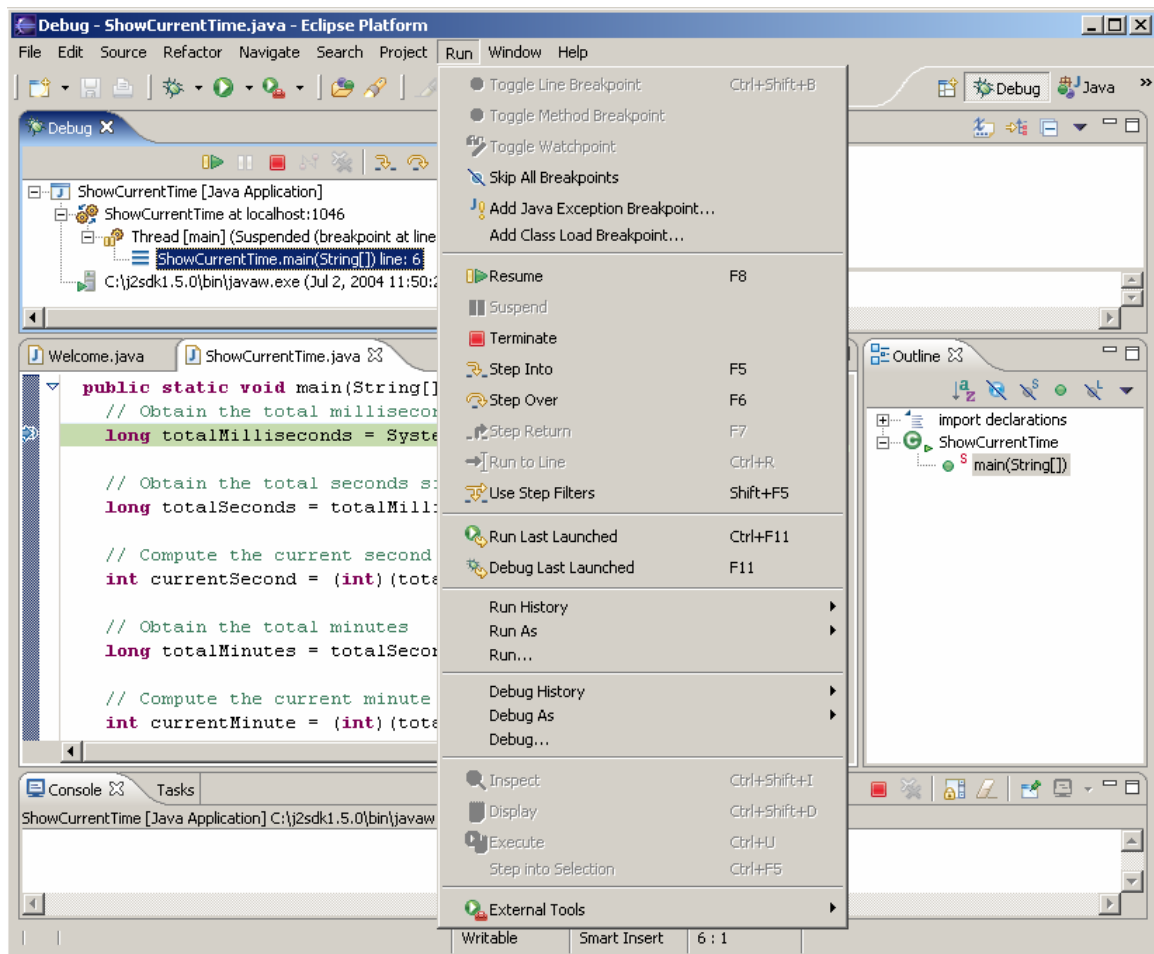 Debug - ShowCurrentTime.java - Eclipse Platform
File Edit Source Refactor Navigate Search Project Run Window Help
Debug Java »
Debug
ShowCurrentTime [Java Application]
ShowCurrentTime at localhost:1046
Thread [main] (Suspended (breakpoint at line
ShowCurrentTime.main(String[]) line: 6
C:\j2sdk1.5.0\bin\javaw.exe (Jul 2, 2004 11:50:
Toggle Line Breakpoint Ctrl+Shift+B
Toggle Method Breakpoint
Toggle Watchpoint
Skip All Breakpoints
Add Java Exception Breakpoint...
Add Class Load Breakpoint...
Resume F8
Suspend
Terminate
Step Into F5
Step Over F6
Step Return F7
Run to Line Ctrl+R
Use Step Filters Shift+F5
Run Last Launched Ctrl+F11
Debug Last Launched F11
Run History
Run As
Run...
Debug History
Debug As
Debug...
Inspect Ctrl+Shift+I
Display Ctrl+Shift+D
Execute Ctrl+U
Step into Selection Ctrl+F5
External Tools
Welcome.java ShowCurrentTime.java
public static void main(String[]
// Obtain the total millisecon
long totalMilliseconds = Syste
// Obtain the total seconds si
long totalSeconds = totalMilli
// Compute the current second
int currentSecond = (int)(tota
// Obtain the total minutes
long totalMinutes = totalSecon
// Compute the current minute
int currentMinute = (int)(tota
Outline
import declarations
ShowCurrentTime
main(String[])
Console Tasks
ShowCurrentTime [Java Application] C:\j2sdk1.5.0\bin\javaw
Writable Smart Insert 6 : 1